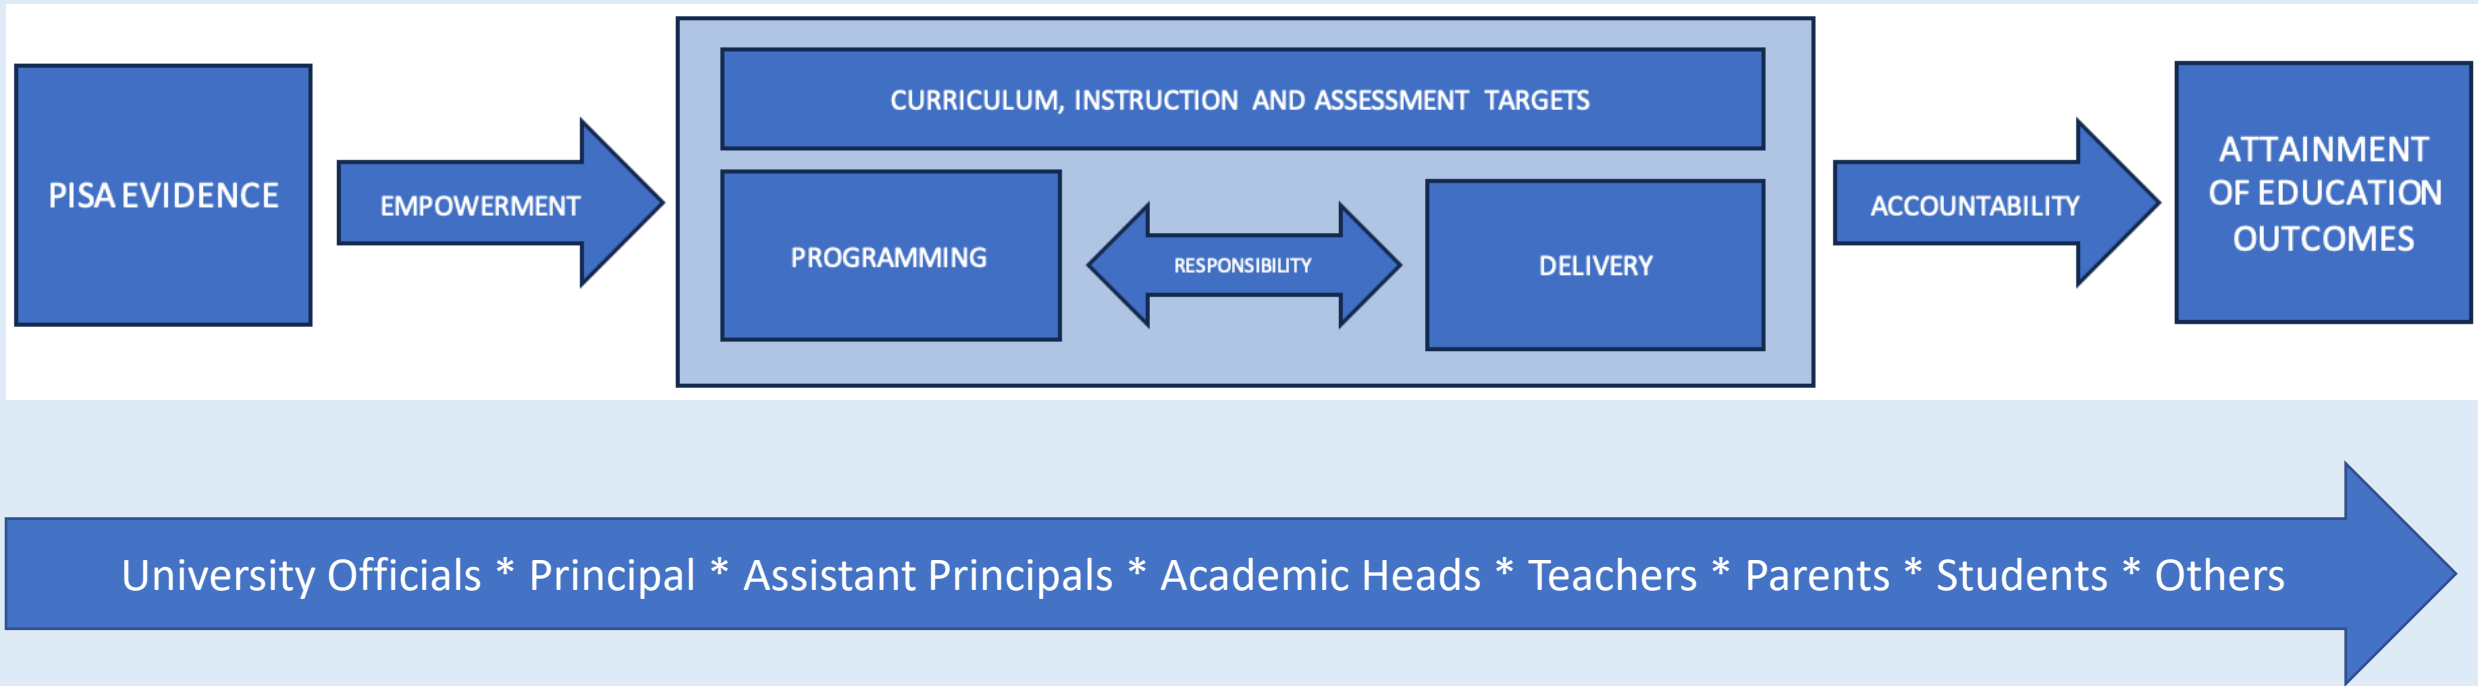 CURRICULUM, INSTRUCTION AND ASSESSMENT TARGETS
PISA EVIDENCE
EMPOWERMENT
PROGRAMMING
RESPONSIBILITY
DELIVERY
ACCOUNTABILITY
ATTAINMENT
OF EDUCATION
OUTCOMES
University Officials * Principal * Assistant Principals * Academic Heads * Teachers * Parents * Students * Others